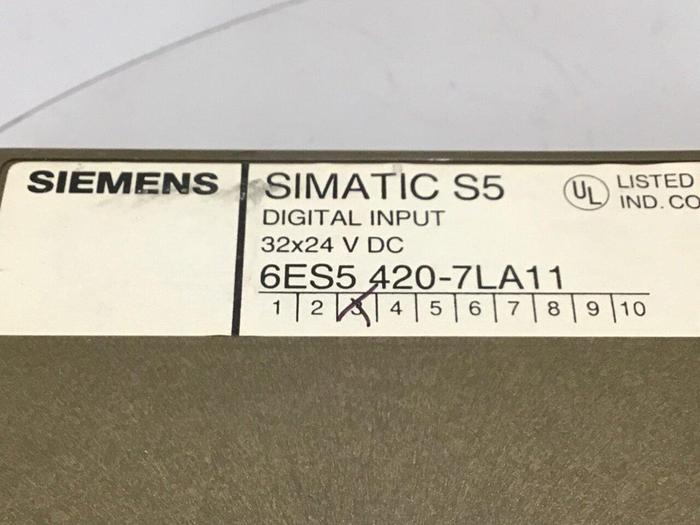 SIEMENS
SIMATIC S5
DIGITAL INPUT
32x24 V DC
6ES5 420-7LA11
1 2 3 4 5 6 7 8 9 10
UL LISTED
IND. CO